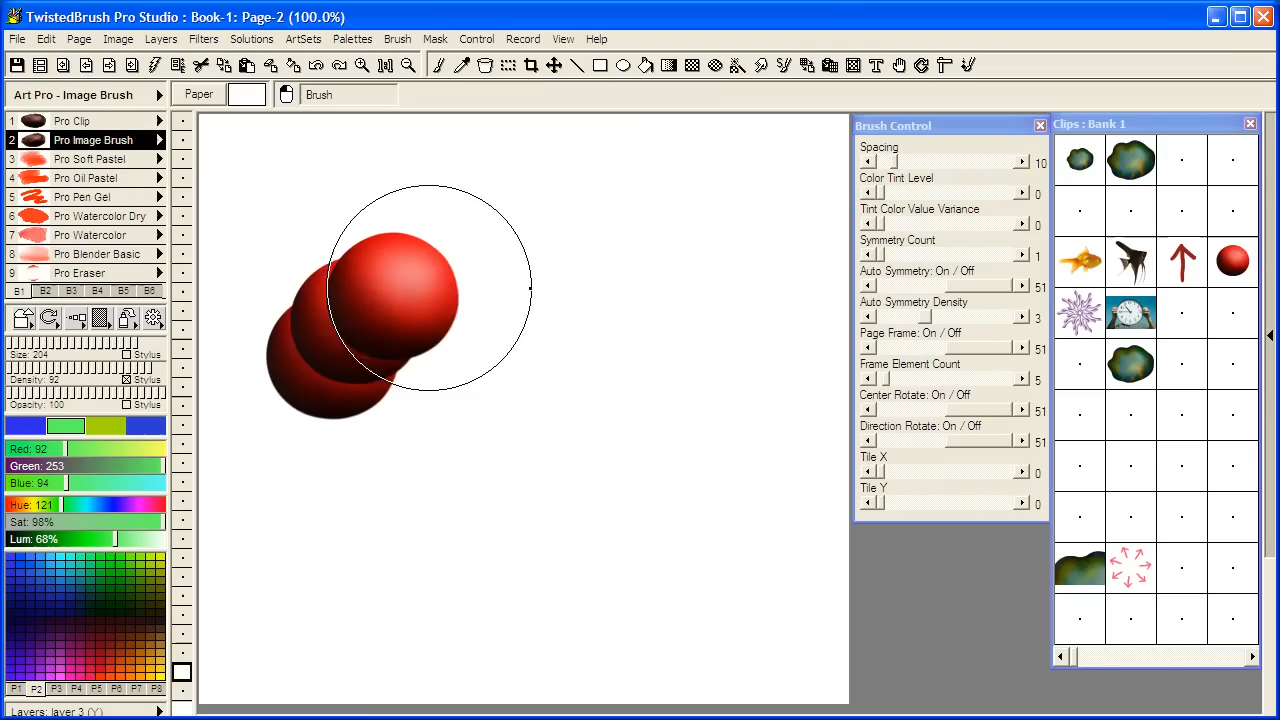 TwistedBrush Pro Studio : Book-1: Page-2 (100.0%)
File Edit Page Image Layers Filters Solutions ArtSets Palettes Brush Mask Control Record View Help
Art Pro - Image Brush Paper Brush
1 Pro Clip
2 Pro Image Brush
3 Pro Soft Pastel
4 Pro Oil Pastel
5 Pro Pen Gel
6 Pro Watercolor Dry
7 Pro Watercolor
8 Pro Blender Basic
9 Pro Eraser
B1 B2 B3 B4 B5 B6
Size: 204 Stylus
Density: 92 Stylus
Opacity: 100 Stylus
Red: 92
Green: 253
Blue: 94
Hue: 121
Sat: 98%
Lum: 68%
P1 P2 P3 P4 P5 P6 P7 P8
Layers: layer 3 (Y)
Brush Control
Spacing
10
Color Tint Level
0
Tint Color Value Variance
0
Symmetry Count
1
Auto Symmetry: On / Off
51
Auto Symmetry Density
3
Page Frame: On / Off
51
Frame Element Count
5
Center Rotate: On / Off
51
Direction Rotate: On / Off
51
Tile X
0
Tile Y
0
Clips : Bank 1